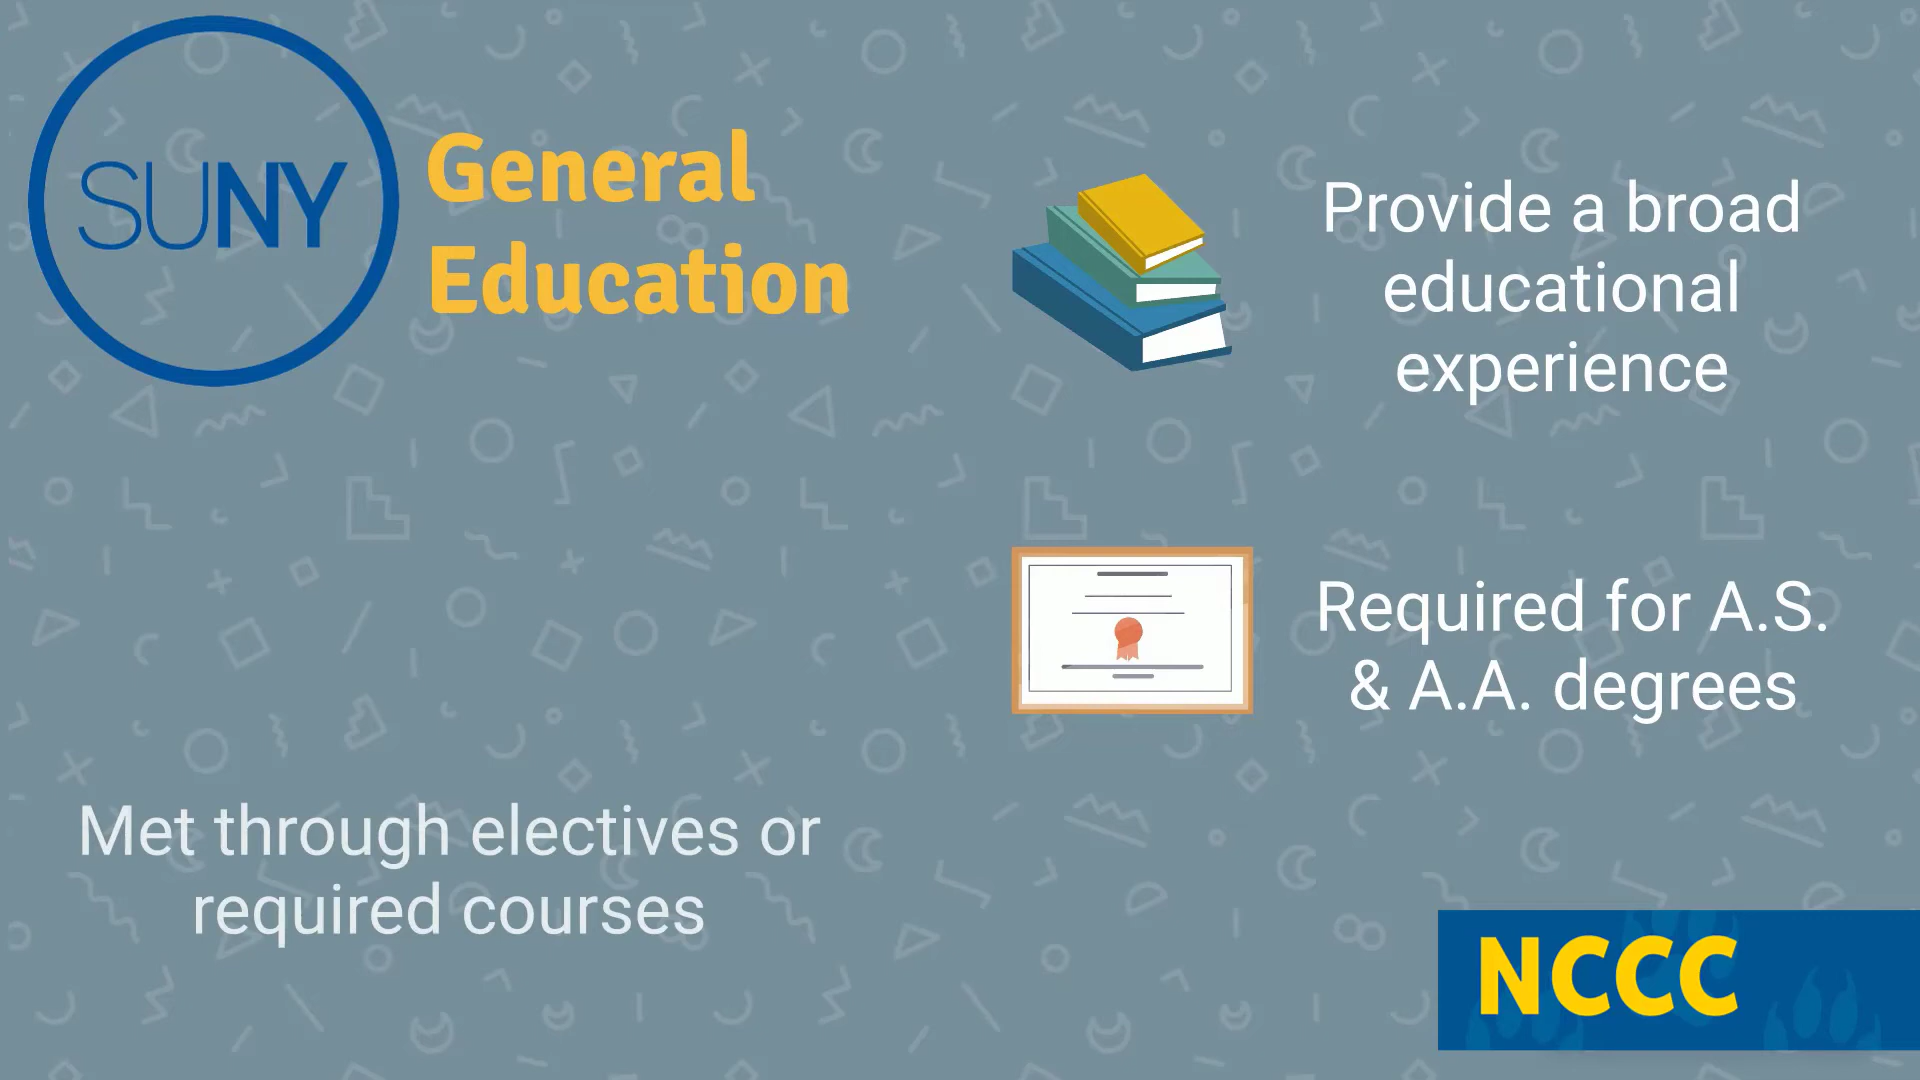 SUNY
General
Education
Provide a broad
educational
experience
Required for A.S.
& A.A. degrees
Met through electives or
required courses
NCCC